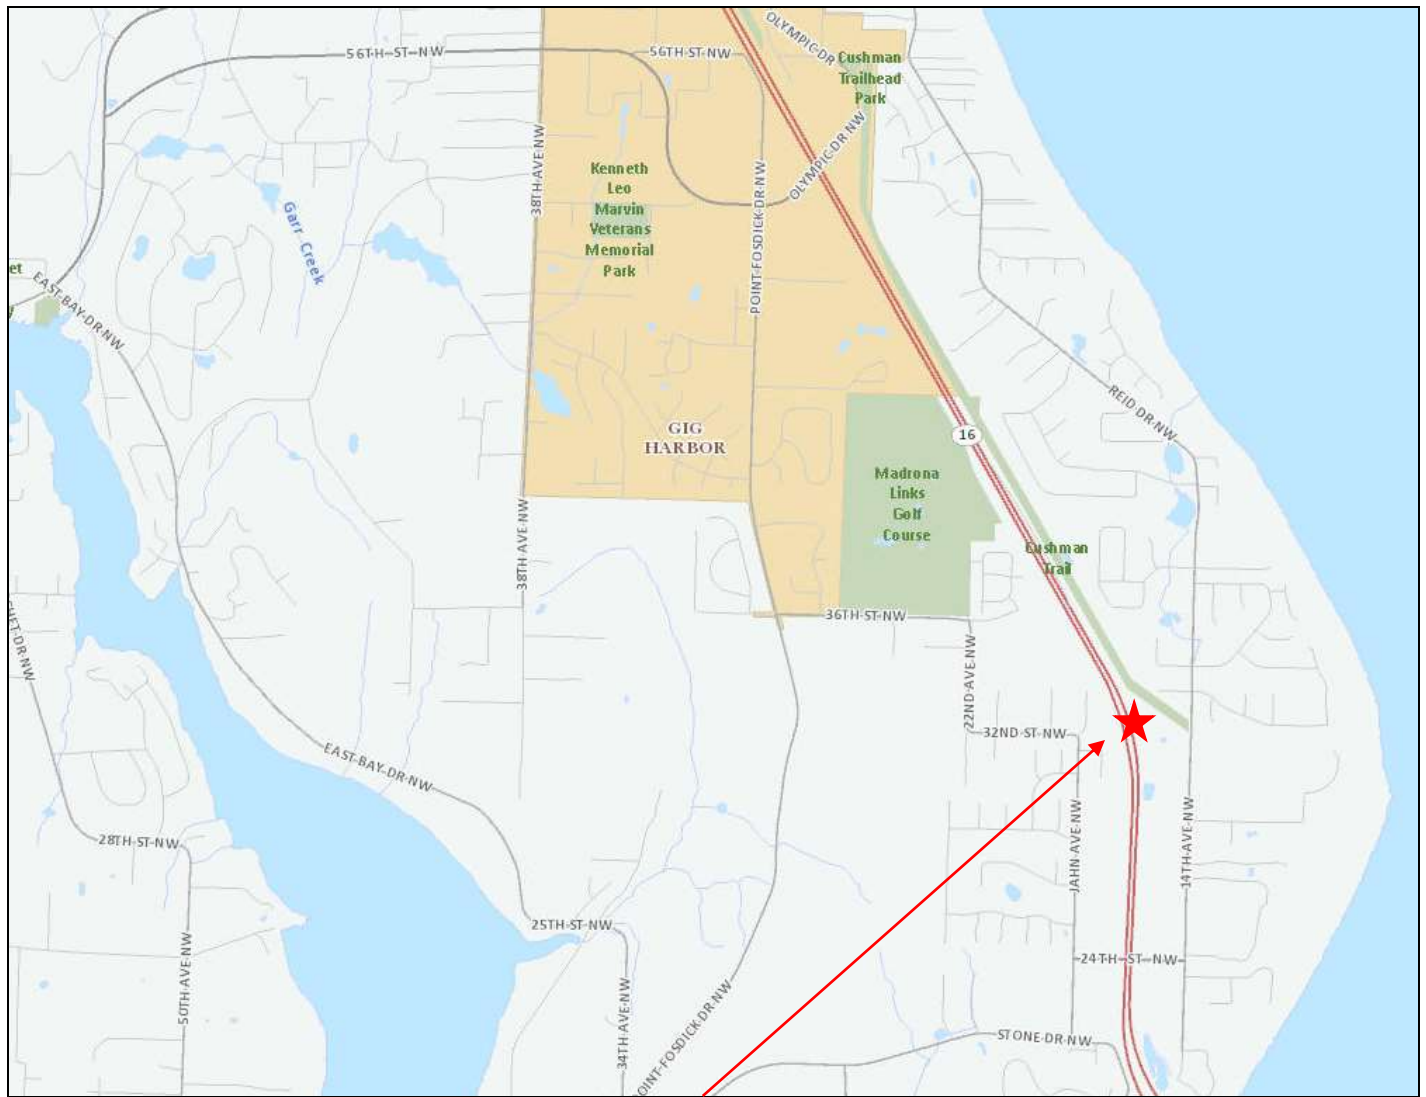 OLYMPIC-DR
56TH-ST-NW
56TH-ST-NW
Cushman
Trailhead
Park
38TH-AVE-NW
OLYMPIC-DR-NW
Kenneth
Leo
Marvin
Veterans
Memorial
Park
POINT-FOSDICK-DR-NW
Garr Creek
et
EAST-BAY-DR-NW
REID-DR-NW
GIG
HARBOR
16
Madrona
Links
Golf
Course
38TH-AVE-NW
Cushman
Trail
36TH-ST-NW
22ND-AVE-NW
32ND-ST-NW
EAST-BAY-DR-NW
28TH-ST-NW
JAHN-AVE-NW
14TH-AVE-NW
25TH-ST-NW
50TH-AVE-NW
24TH-ST-NW
34TH-AVE-NW
POINT-FOSDICK-DR-NW
STONE-DR-NW